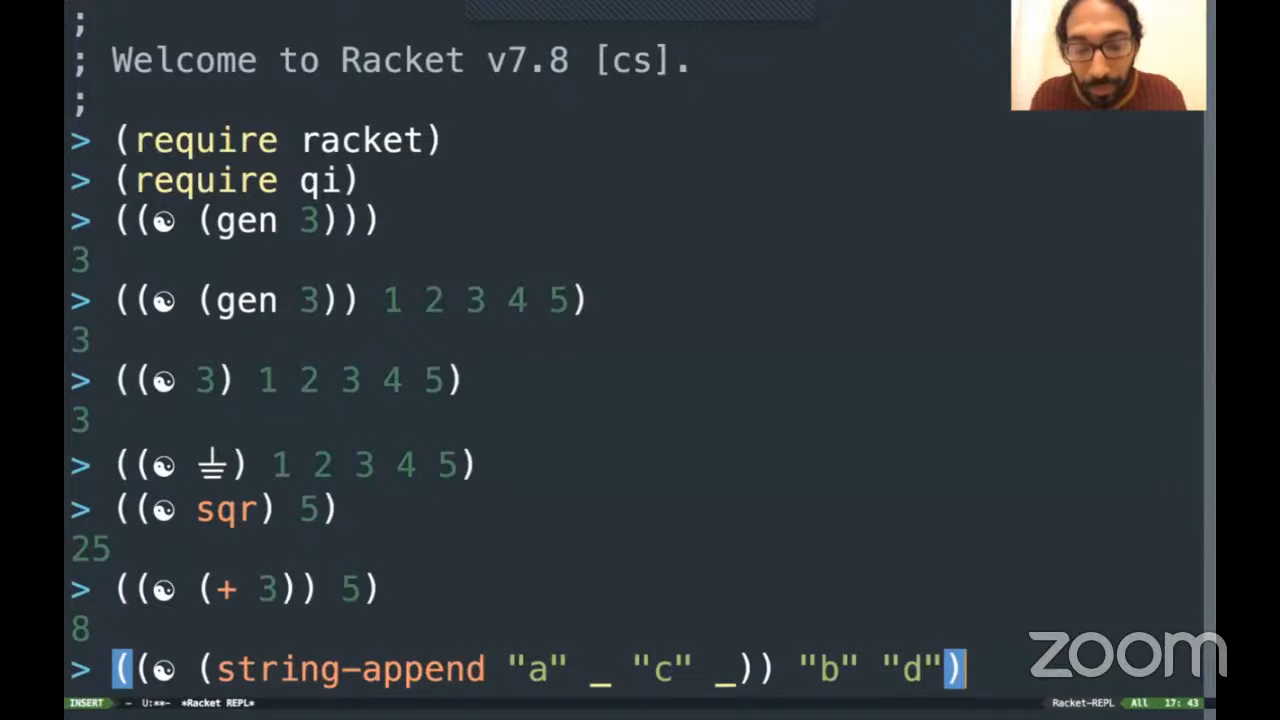 ;
; Welcome to Racket v7.8 [cs].
;
> (require racket)
> (require qi)
> ((☯ (gen 3)))
3
> ((☯ (gen 3)) 1 2 3 4 5)
3
> ((☯ 3) 1 2 3 4 5)
3
> ((☯ ⏚) 1 2 3 4 5)
> ((☯ sqr) 5)
25
> ((☯ (+ 3)) 5)
8
> ((☯ (string-append "a" _ "c" _)) "b" "d")
zoom
INSERT - U:**- *Racket REPL* Racket-REPL All 17: 43